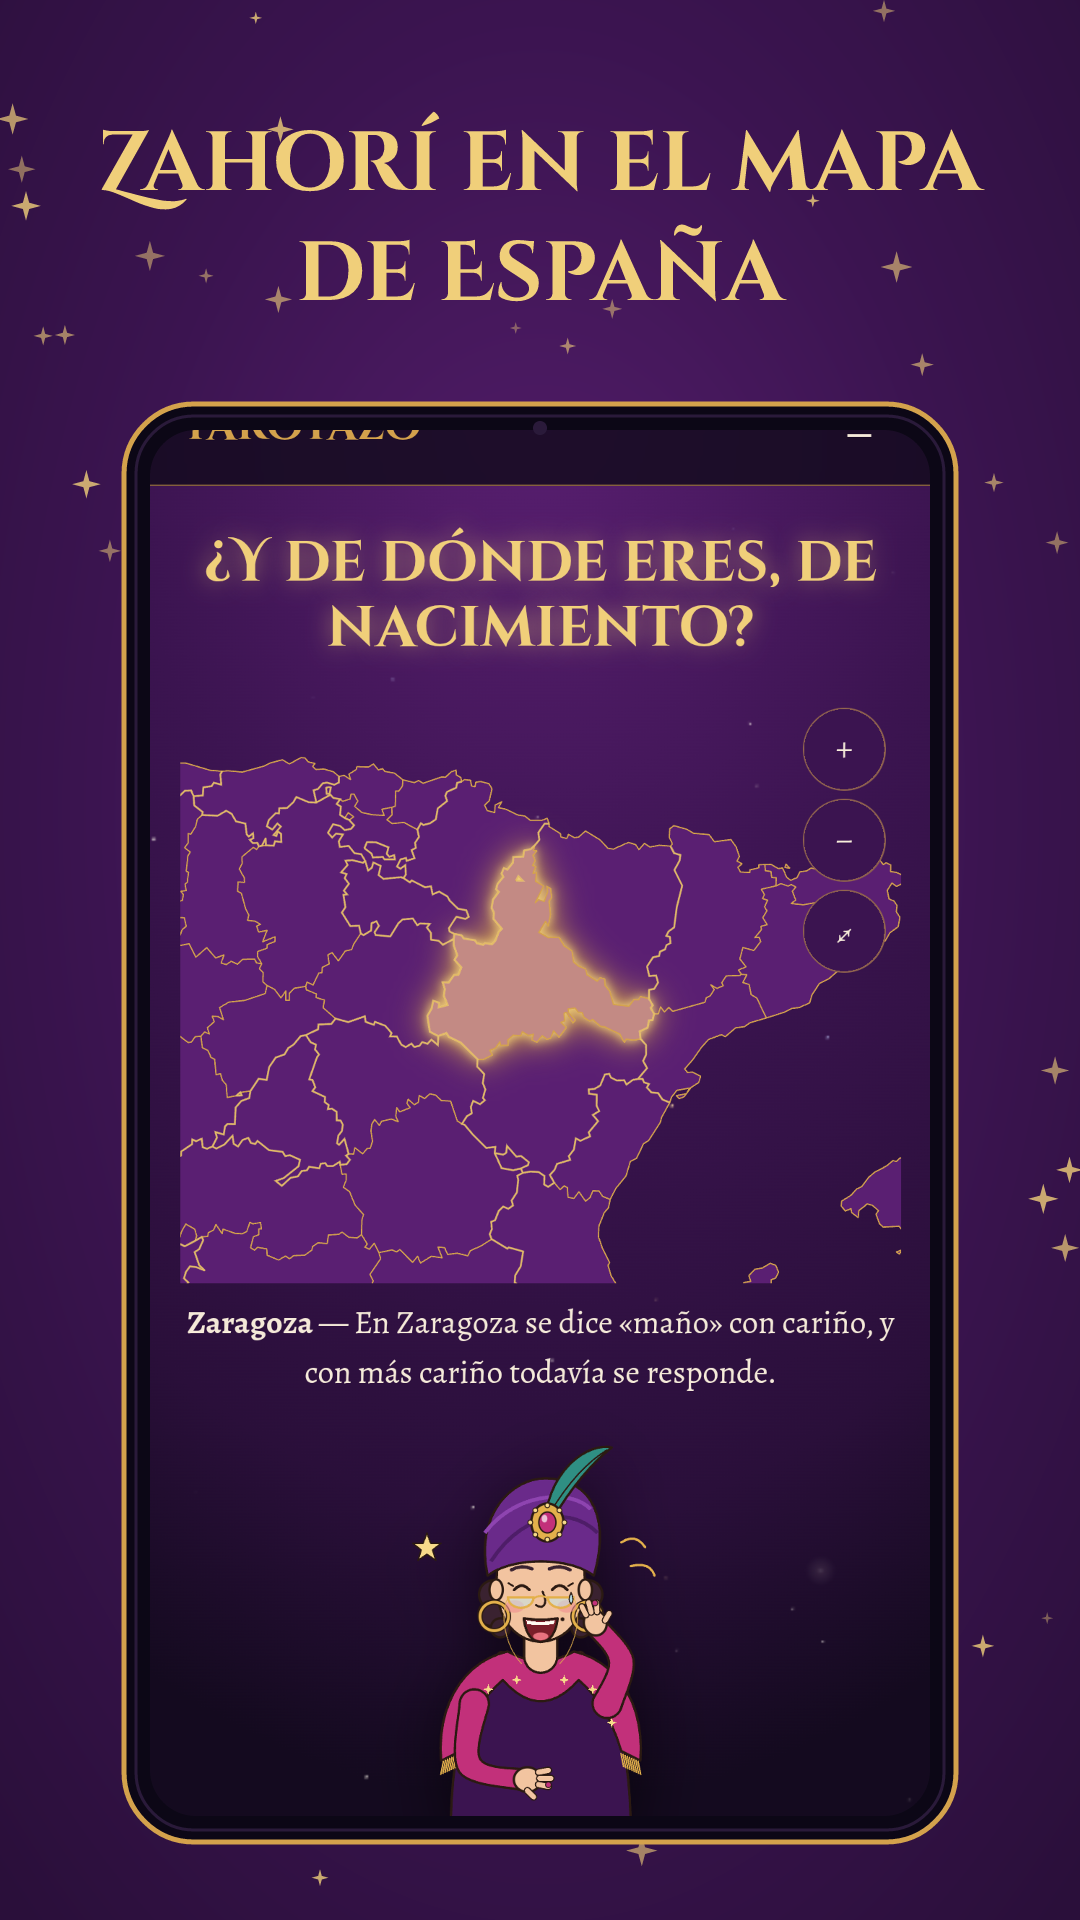 Zahorí en el mapa
de España
TAROTAZO
¿Y de dónde eres, de
nacimiento?
+
−
Zaragoza — En Zaragoza se dice «maño» con cariño, y
con más cariño todavía se responde.